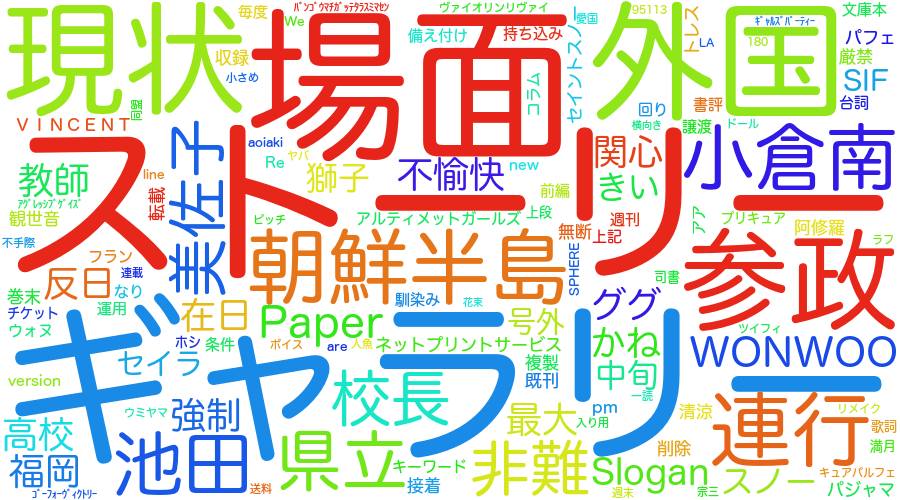 現状
場面
外国
ストーリー
ギャラリー
ﾊﾞﾝｺﾞｳﾏﾁｶﾞｯﾃﾀﾗｽﾐﾏｾﾝ
毎度
We
収録
小さめ
ヴァイオリンリヴァイ
備え付け
持ち込み
コラム
セイントスノー
愛国
95113
トレス
LA
ｷﾞｬﾙｽﾞﾊﾟｰﾃｨｰ
180
文庫本
パフェ
厳禁
SIF
台詞
書評
回り
横向き
譲渡
ドール
VINCENT
両盤
aoiaki
Re
ヤバ
教師
line
転載
ｱｸﾞﾚｯｼﾌﾞｹﾞｲｽﾞ
観世音
美佐子
獅子
不愉快
new
関心
きい
前編
小倉南
不手際
フラン
連載
反日
巻末
なり
チケット
運用
ウォヌ
ホシ
条件
ピッチ
アルティメットガールズ
上段
無断
週刊
上記
アア
プリキュア
阿修羅
ラフ
朝鮮半島
SPHERE
司書
参政
在日
馴染み
花束
ググ
Paper
号外
ツイフィ
セイラ
are
ボイス
人魚
ネットプリントサービス
かね
WONWOO
version
複製
既刊
中旬
一読
校長
ウミヤマ
強制
高校
池田
県立
最大
pm
入り用
清涼
連行
リメイク
歌詞
満月
福岡
キーワード
接着
非難
削除
Slogan
スノー
キュアパルフェ
ｺﾞｰﾌｫｰｳﾞｨｸﾄﾘｰ
送料
週末
宗三
パジャマ